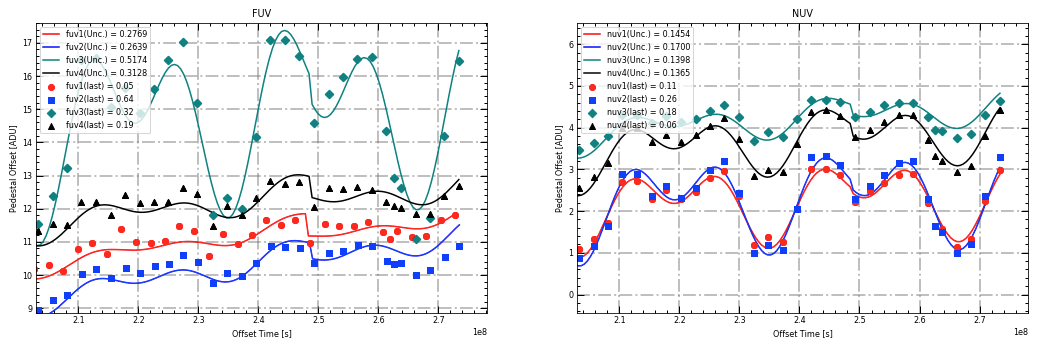 FUV
fuv1(Unc.) = 0.2769
fuv2(Unc.) = 0.2639
fuv3(Unc.) = 0.5174
fuv4(Unc.) = 0.3128
fuv1(last) = 0.05
fuv2(last) = 0.64
fuv3(last) = 0.32
fuv4(last) = 0.19
Pedestal Offset [ADU]
17
16
15
14
13
12
11
10
9
2.1
2.2
2.3
2.4
2.5
2.6
2.7
1e8
Offset Time [s]
NUV
nuv1(Unc.) = 0.1454
nuv2(Unc.) = 0.1700
nuv3(Unc.) = 0.1398
nuv4(Unc.) = 0.1365
nuv1(last) = 0.11
nuv2(last) = 0.26
nuv3(last) = 0.12
nuv4(last) = 0.06
Pedestal Offset [ADU]
6
5
4
3
2
1
0
2.1
2.2
2.3
2.4
2.5
2.6
2.7
1e8
Offset Time [s]